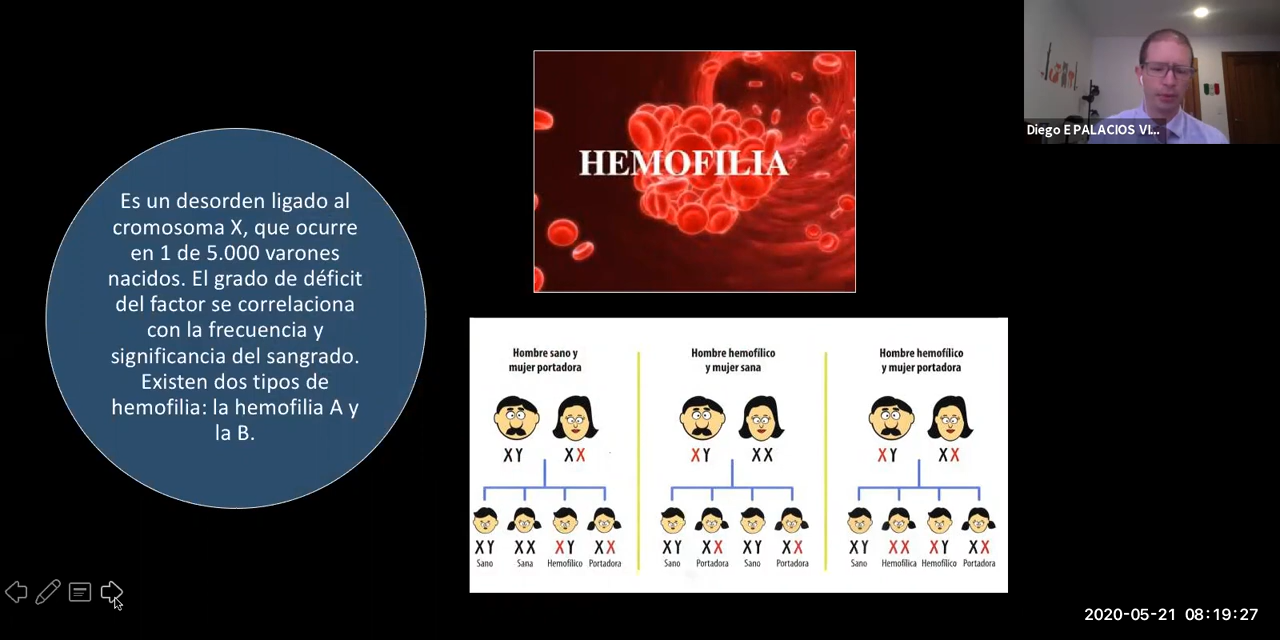 Es un desorden ligado al
cromosoma X, que ocurre
en 1 de 5.000 varones
nacidos. El grado de déficit
del factor se correlaciona
con la frecuencia y
significancia del sangrado.
Existen dos tipos de
hemofilia: la hemofilia A y
la B.
HEMOFILIA
Diego E PALACIOS VI...
Hombre sano y
mujer portadora
XY XX
XY XX XY XX
Sano Sana Hemofílico Portadora
Hombre hemofílico
y mujer sana
XY XX
XY XX XY XX
Sano Portadora Sano Portadora
Hombre hemofílico
y mujer portadora
XY XX
XY XX XY XX
Sano Hemofílica Hemofílico Portadora
2020-05-21 08:19:27